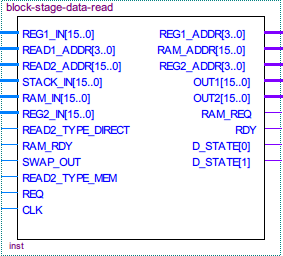 block-stage-data-read
REG1_IN[15..0] REG1_ADDR[3..0]
READ1_ADDR[3..0] RAM_ADDR[15..0]
READ2_ADDR[15..0] REG2_ADDR[3..0]
STACK_IN[15..0] OUT1[15..0]
RAM_IN[15..0] OUT2[15..0]
REG2_IN[15..0] RAM_REQ
READ2_TYPE_DIRECT RDY
RAM_RDY D_STATE[0]
SWAP_OUT D_STATE[1]
READ2_TYPE_MEM
REQ
CLK
inst